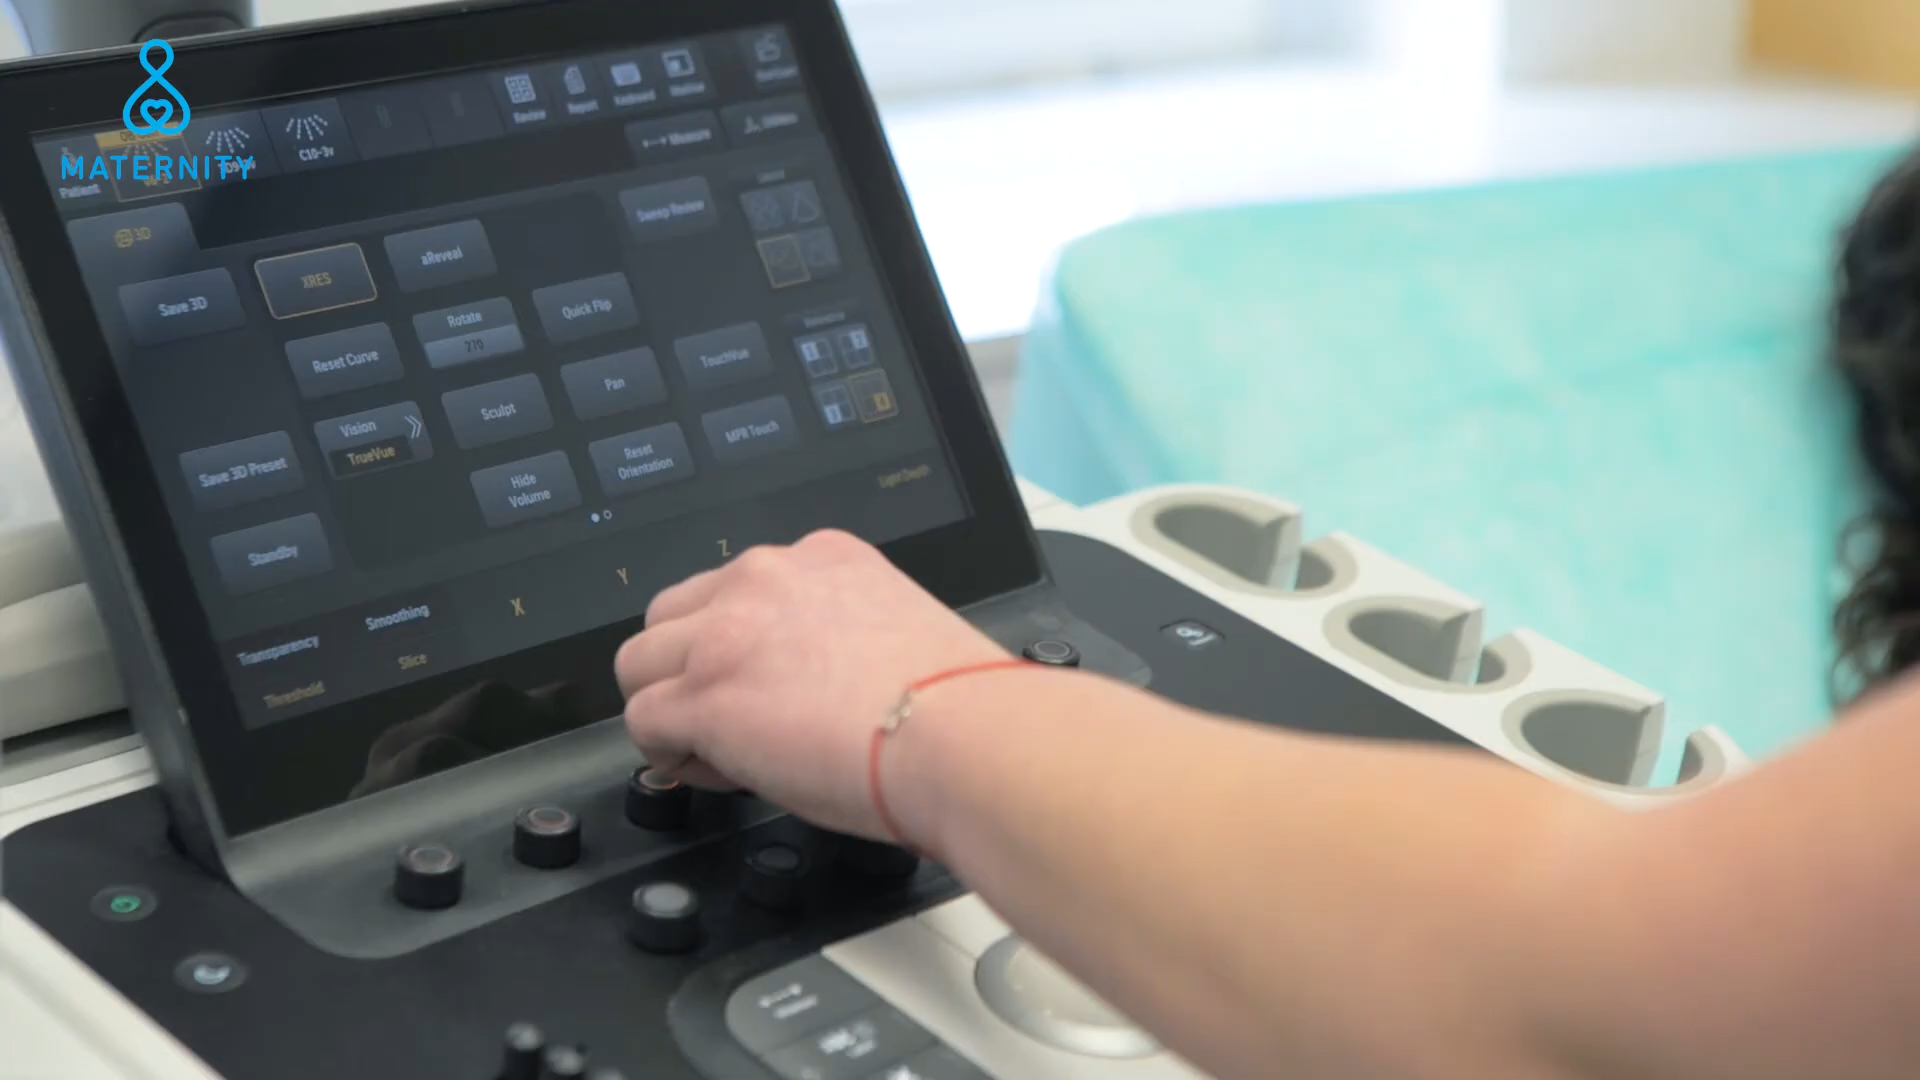 MATERNITY
Patient
C10-3v
Review
Report
Keyboard
Measure
3D
Save 3D
XRES
aReveal
Sweep Review
Reset Curve
Rotate
270
Quick Flip
Vision
TrueVue
Sculpt
Pan
TouchVue
Save 3D Preset
Hide
Volume
Reset
Orientation
MPR Touch
Standby
Light Depth
Transparency
Smoothing
X
Y
Z
Threshold
Slice